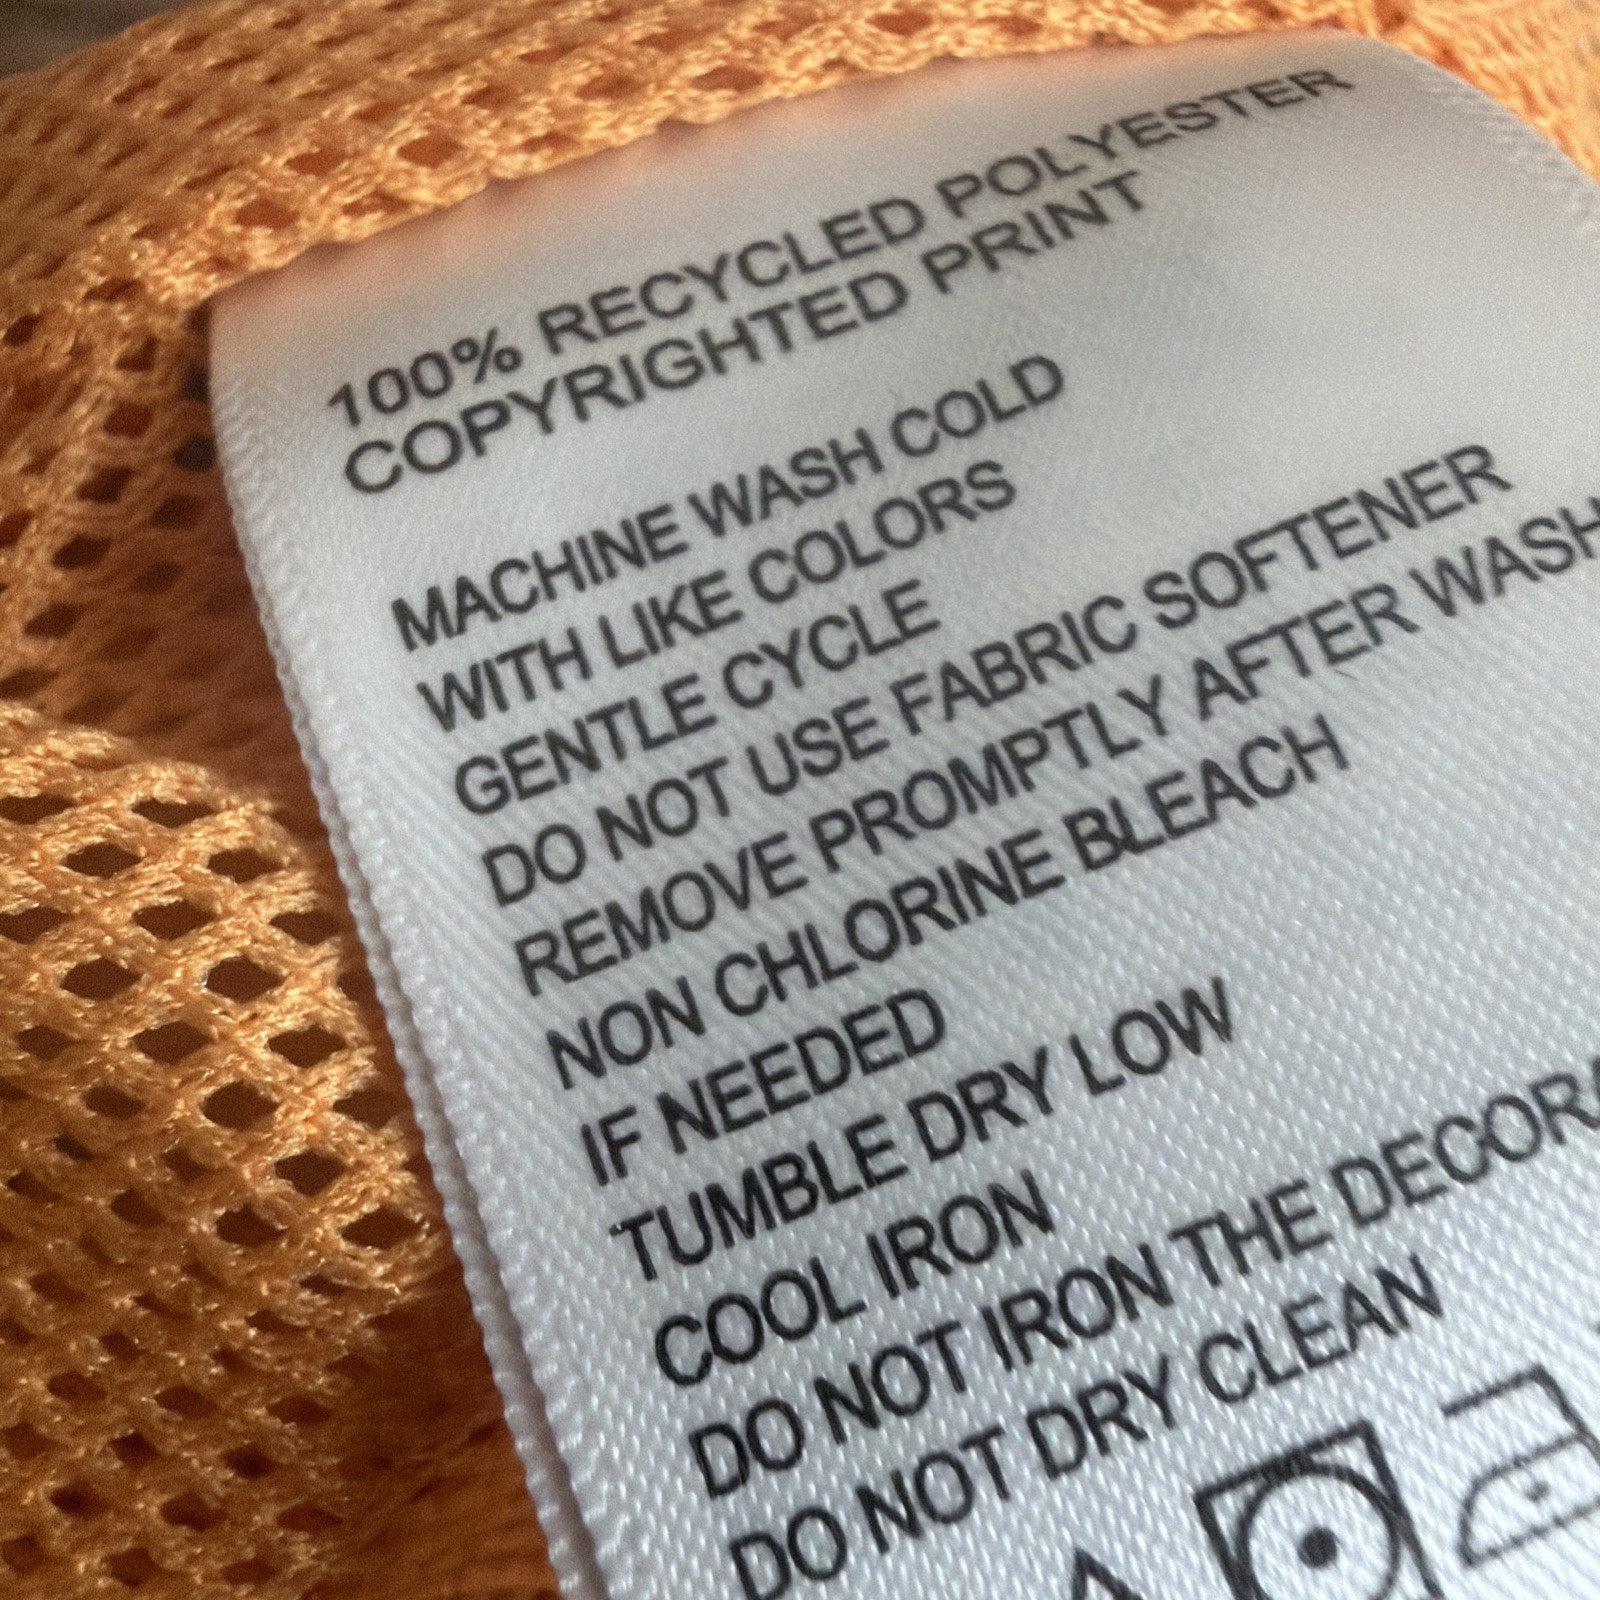 100% RECYCLED POLYESTER
COPYRIGHTED PRINT
MACHINE WASH COLD
WITH LIKE COLORS
GENTLE CYCLE
DO NOT USE FABRIC SOFTENER
REMOVE PROMPTLY AFTER WASH
NON CHLORINE BLEACH
IF NEEDED
TUMBLE DRY LOW
COOL IRON
DO NOT IRON THE DECORA
DO NOT DRY CLEAN